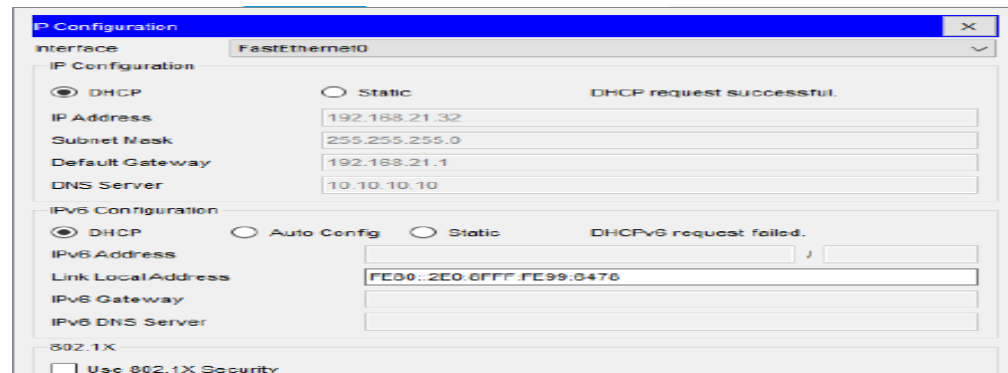 IP Configuration
Interface FastEthernet0
IP Configuration
DHCP Static DHCP request successful.
IP Address 192.168.21.32
Subnet Mask 255.255.255.0
Default Gateway 192.168.21.1
DNS Server 10.10.10.10
IPv6 Configuration
DHCP Auto Config Static DHCPv6 request failed.
IPv6 Address /
Link Local Address FE80::2E0:8FFF:FE99:8478
IPv6 Gateway
IPv6 DNS Server
802.1X
Use 802.1X Security